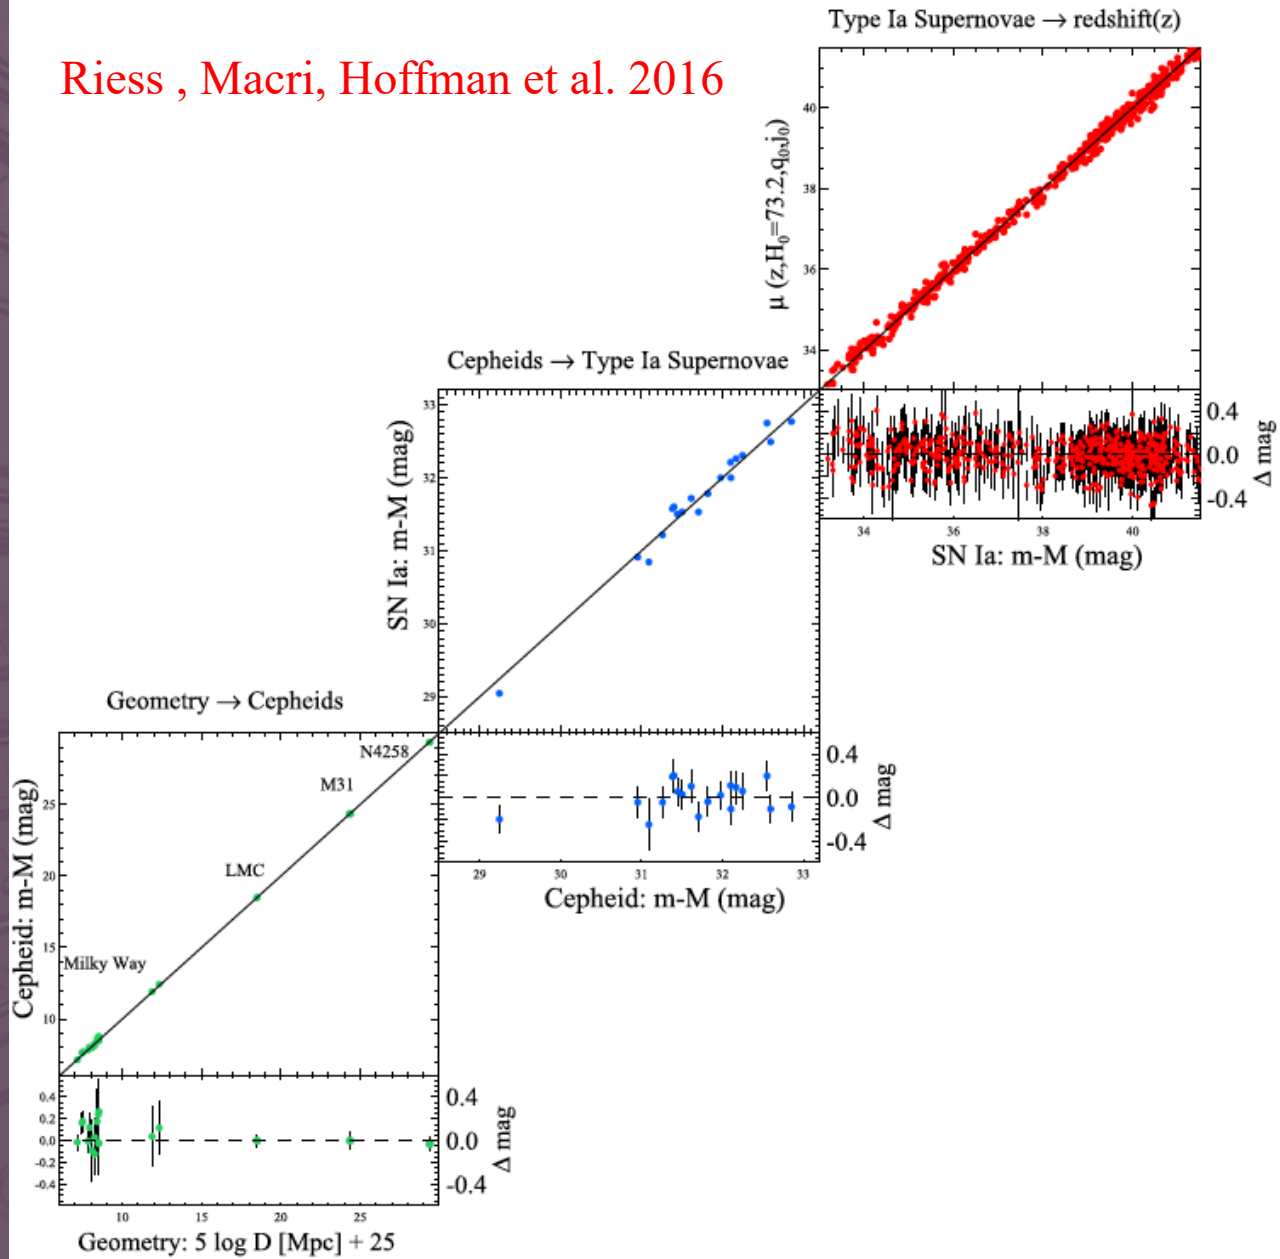 Riess , Macri, Hoffman et al. 2016
Type Ia Supernovae → redshift(z)
μ (z,H₀=73.2,q₀,j₀)
40
38
36
34
0.4
0.0
-0.4
Δ mag
34 36 38 40
SN Ia: m-M (mag)
Cepheids → Type Ia Supernovae
SN Ia: m-M (mag)
33
32
31
30
29
0.4
0.0
-0.4
Δ mag
29 30 31 32 33
Cepheid: m-M (mag)
Geometry → Cepheids
Cepheid: m-M (mag)
N4258
M31
LMC
Milky Way
25
20
15
10
0.4
0.2
0.0
-0.2
-0.4
0.4
0.0
-0.4
Δ mag
10 15 20 25
Geometry: 5 log D [Mpc] + 25